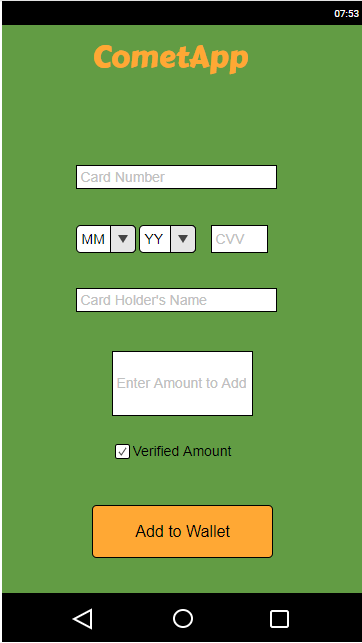 07:53
CometApp
Card Number
MM YY CVV
Card Holder's Name
Enter Amount to Add
Verified Amount
Add to Wallet